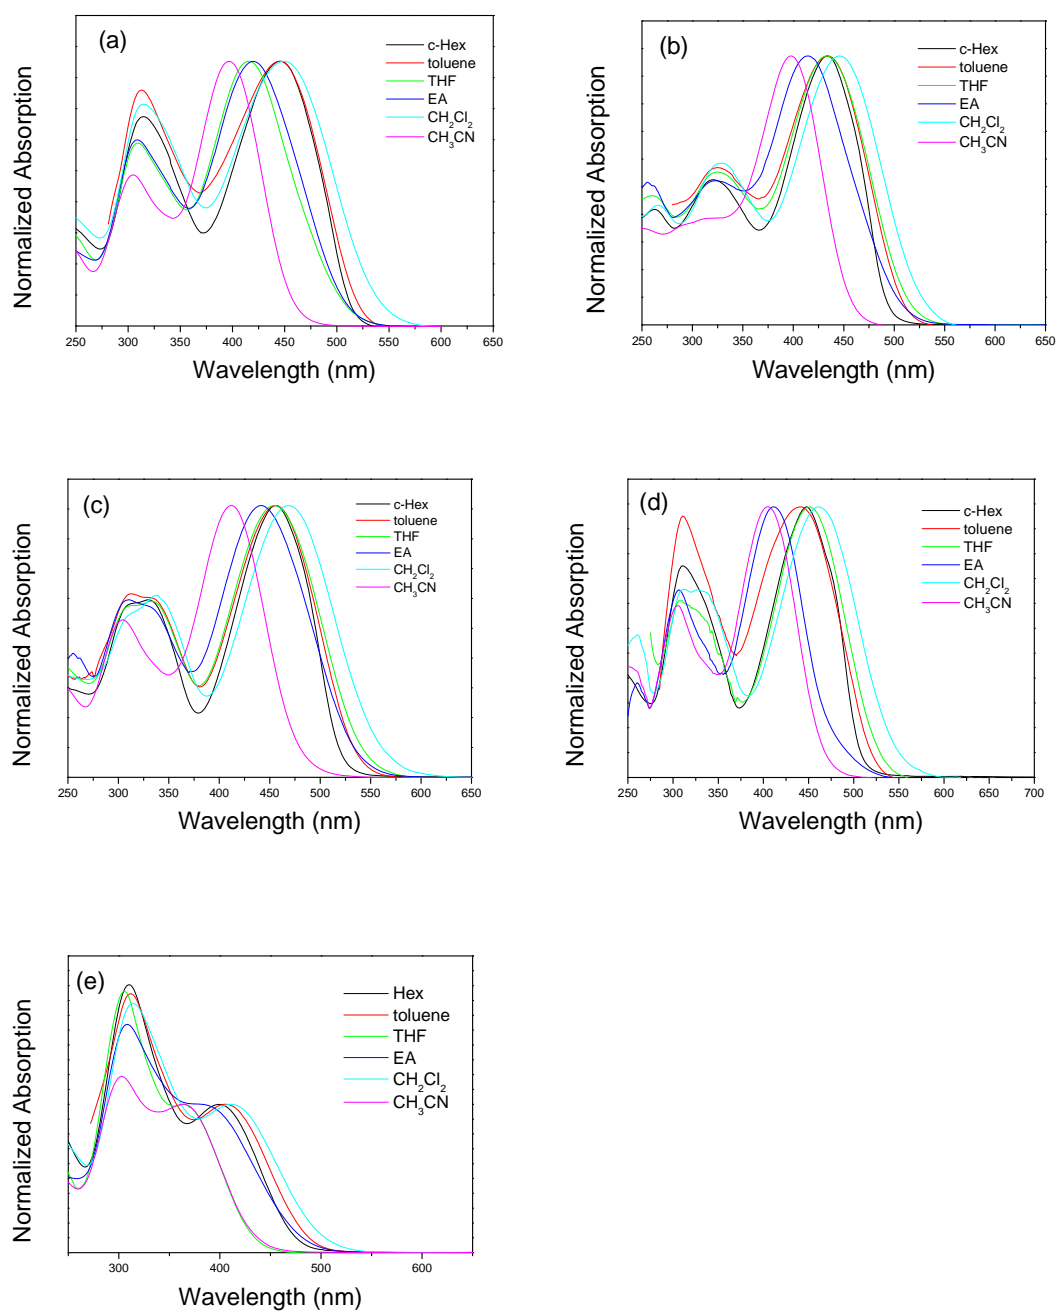 (a)
c-Hex
toluene
THF
EA
CH2Cl2
CH3CN
Normalized Absorption
250 300 350 400 450 500 550 600 650
Wavelength (nm)
(b)
c-Hex
toluene
THF
EA
CH2Cl2
CH3CN
Normalized Absorption
250 300 350 400 450 500 550 600 650
Wavelength (nm)
(c)
c-Hex
toluene
THF
EA
CH2Cl2
CH3CN
Normalized Absorption
250 300 350 400 450 500 550 600 650
Wavelength (nm)
(d)
c-Hex
toluene
THF
EA
CH2Cl2
CH3CN
Normalized Absorption
250 300 350 400 450 500 550 600 650 700
Wavelength (nm)
(e)
Hex
toluene
THF
EA
CH2Cl2
CH3CN
Normalized Absorption
300 400 500 600
Wavelength (nm)